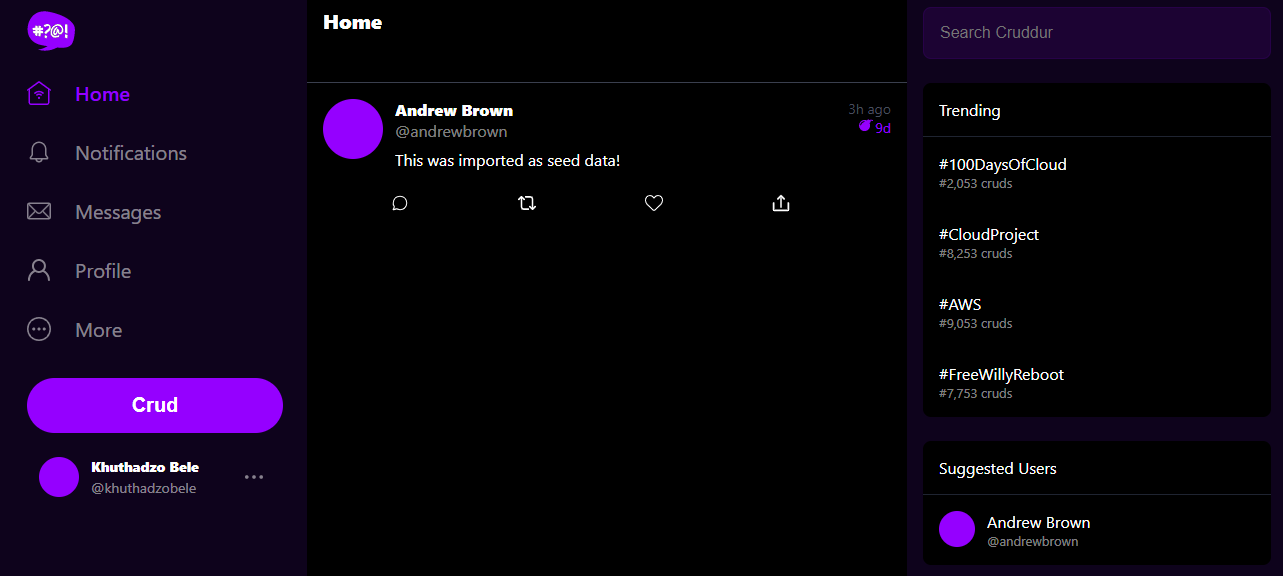 #?@!
Home
Notifications
Messages
Profile
More
Crud
Khuthadzo Bele
@khuthadzobele
Home
Andrew Brown
@andrewbrown
3h ago
9d
This was imported as seed data!
Search Cruddur
Trending
#100DaysOfCloud
#2,053 cruds
#CloudProject
#8,253 cruds
#AWS
#9,053 cruds
#FreeWillyReboot
#7,753 cruds
Suggested Users
Andrew Brown
@andrewbrown